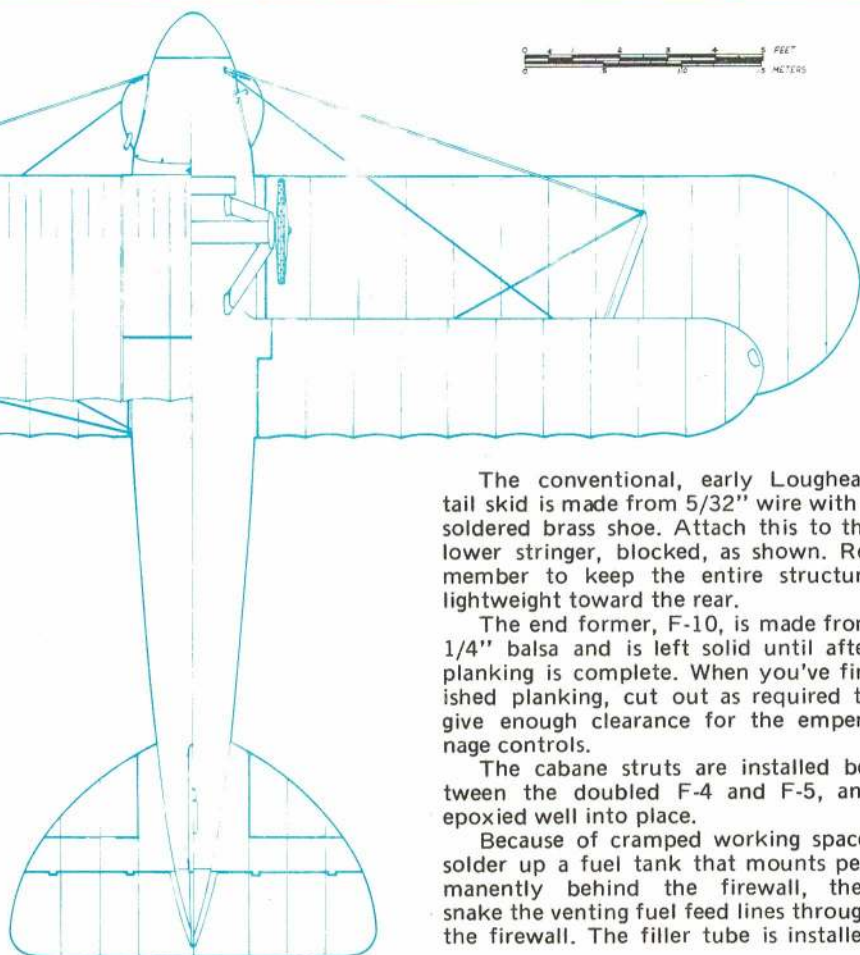 FEET
METERS
The conventional, early Loughea
tail skid is made from 5/32" wire with
soldered brass shoe. Attach this to th
lower stringer, blocked, as shown. Re
member to keep the entire structur
lightweight toward the rear.
The end former, F-10, is made from
1/4" balsa and is left solid until afte
planking is complete. When you've fin
ished planking, cut out as required t
give enough clearance for the empen
nage controls.
The cabane struts are installed be
tween the doubled F-4 and F-5, an
epoxied well into place.
Because of cramped working space
solder up a fuel tank that mounts per
manently behind the firewall, the
snake the venting fuel feed lines throug
the firewall. The filler tube is installe